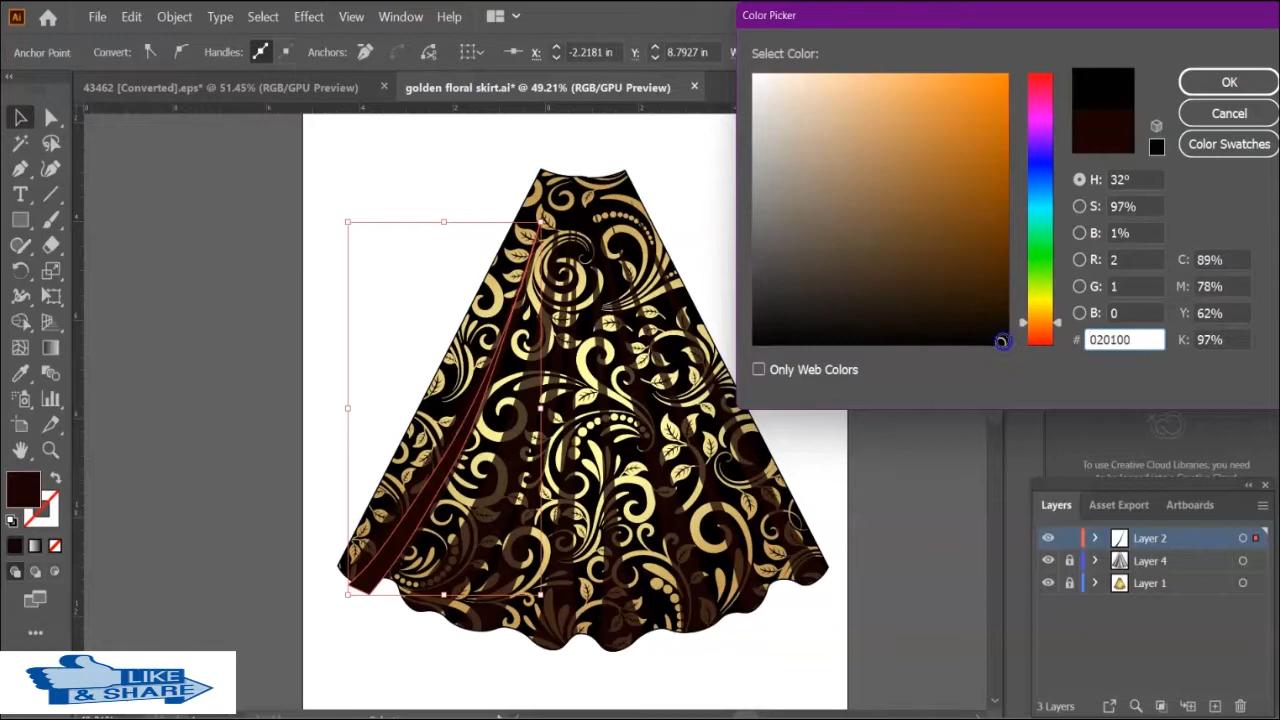 Ai File Edit Object Type Select Effect View Window Help
Color Picker
Anchor Point Convert: Handles: Anchors: X: -2.2181 in Y: 8.7927 in
43462 [Converted].eps* @ 51.45% (RGB/GPU Preview) × golden floral skirt.ai* @ 49.21% (RGB/GPU Preview) ×
Select Color:
OK
Cancel
Color Swatches
H: 32º
S: 97%
B: 1%
R: 2 C: 89%
G: 1 M: 78%
B: 0 Y: 62%
# 020100 K: 97%
Only Web Colors
To use Creative Cloud Libraries, you need
Layers Asset Export Artboards
Layer 2
Layer 4
Layer 1
3 Layers
LIKE
& SHARE